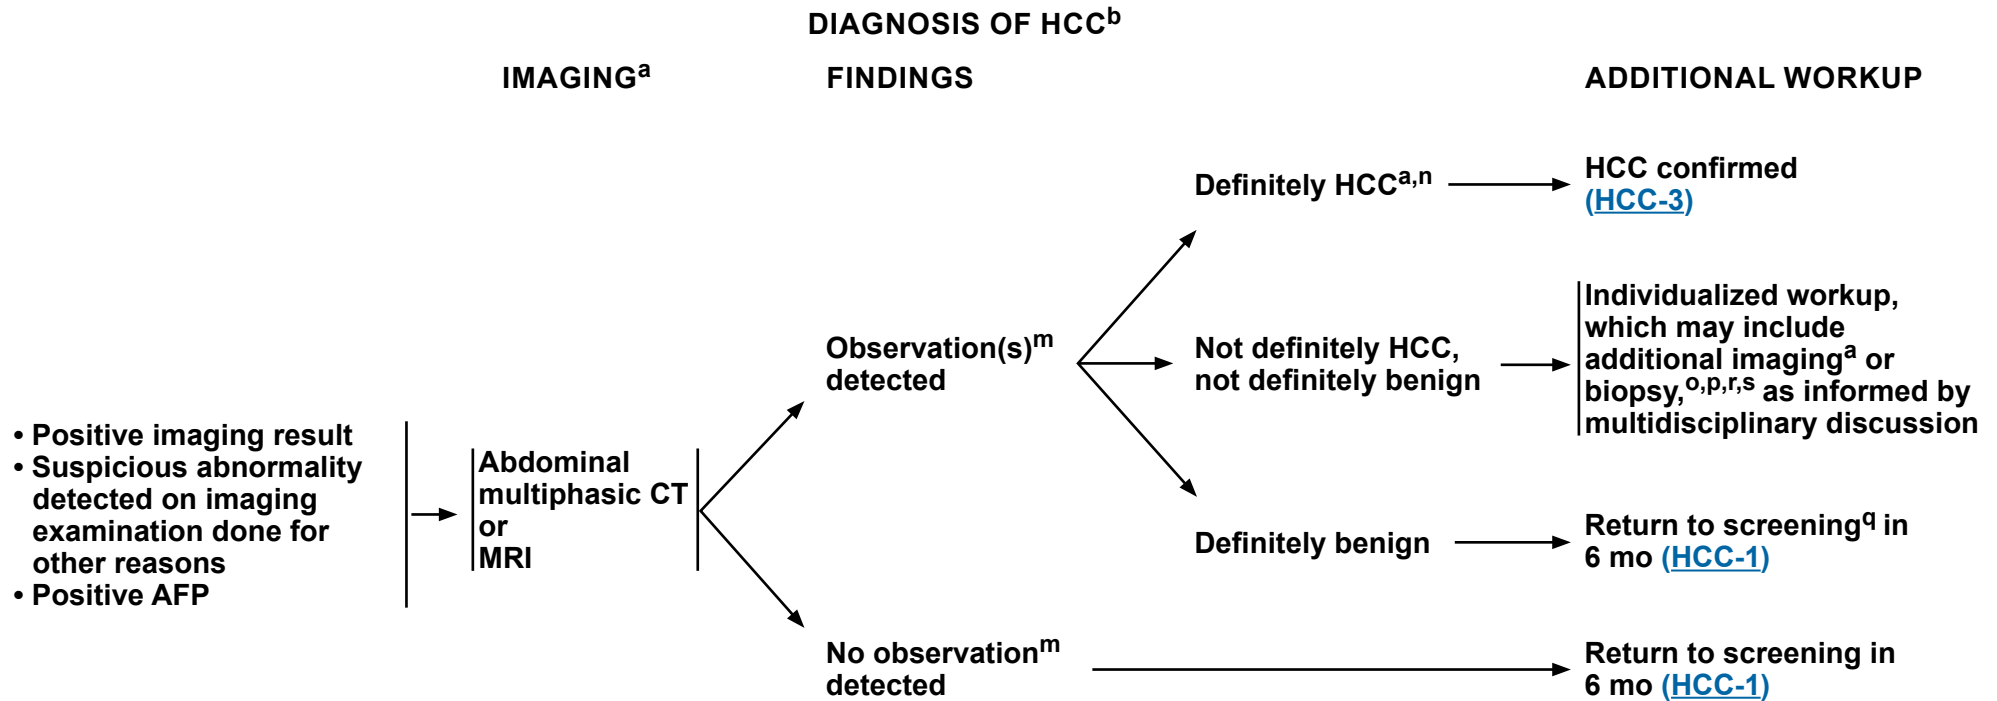 DIAGNOSIS OF HCCb
IMAGINGa
FINDINGS
ADDITIONAL WORKUP
• Positive imaging result
• Suspicious abnormality
detected on imaging
examination done for
other reasons
• Positive AFP
Abdominal
multiphasic CT
or
MRI
Observation(s)m
detected
No observationm
detected
Definitely HCCa,n
Not definitely HCC,
not definitely benign
Definitely benign
HCC confirmed
(HCC-3)
Individualized workup,
which may include
additional imaginga or
biopsy,o,p,r,s as informed by
multidisciplinary discussion
Return to screeningq in
6 mo (HCC-1)
Return to screening in
6 mo (HCC-1)